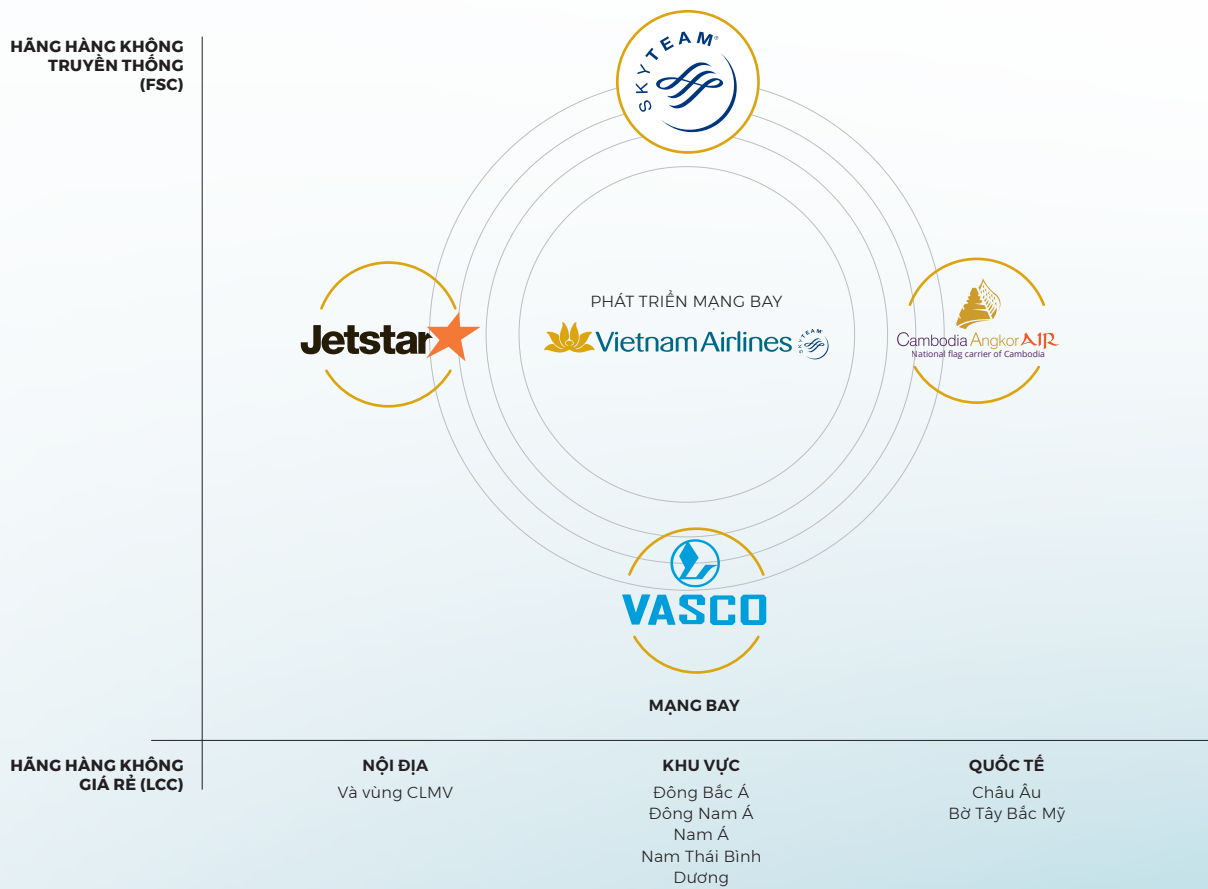 HÃNG HÀNG KHÔNG
TRUYỀN THỐNG
(FSC)
SKYTEAM
PHÁT TRIỂN MẠNG BAY
Jetstar
Vietnam Airlines
SKYTEAM
Cambodia Angkor AIR
National flag carrier of Cambodia
VASCO
MẠNG BAY
HÃNG HÀNG KHÔNG
GIÁ RẺ (LCC)
NỘI ĐỊA
Và vùng CLMV
KHU VỰC
Đông Bắc Á
Đông Nam Á
Nam Á
Nam Thái Bình
Dương
QUỐC TẾ
Châu Âu
Bờ Tây Bắc Mỹ